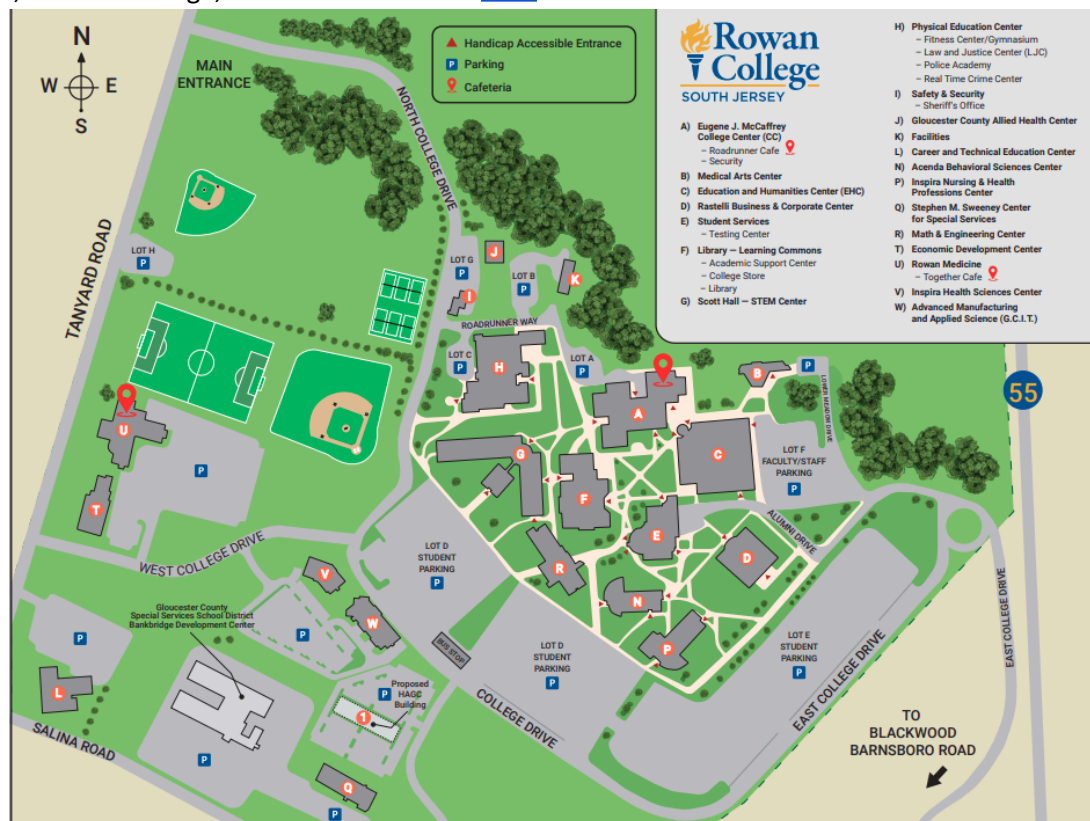 N
W E
S
MAIN
ENTRANCE
Handicap Accessible Entrance
P Parking
Cafeteria
Rowan
College
SOUTH JERSEY
A) Eugene J. McCaffrey
College Center (CC)
– Roadrunner Cafe
– Security
B) Medical Arts Center
C) Education and Humanities Center (EHC)
D) Rastelli Business & Corporate Center
E) Student Services
– Testing Center
F) Library — Learning Commons
– Academic Support Center
– College Store
– Library
G) Scott Hall — STEM Center
H) Physical Education Center
– Fitness Center/Gymnasium
– Law and Justice Center (LJC)
– Police Academy
– Real Time Crime Center
I) Safety & Security
– Sheriff's Office
J) Gloucester County Allied Health Center
K) Facilities
L) Career and Technical Education Center
N) Acenda Behavioral Sciences Center
P) Inspira Nursing & Health
Professions Center
Q) Stephen M. Sweeney Center
for Special Services
R) Math & Engineering Center
T) Economic Development Center
U) Rowan Medicine
– Together Cafe
V) Inspira Health Sciences Center
W) Advanced Manufacturing
and Applied Science (G.C.I.T.)
NORTH COLLEGE DRIVE
TANYARD ROAD
LOT H
P
LOT G
P
J
LOT B
P
K
I
ROADRUNNER WAY
LOT C
P
H
LOT A
P
B
P
LOWER MEADOW DRIVE
55
A
U
G
C
LOT F
FACULTY/STAFF
PARKING
P
P
F
T
E
ALUMNI DRIVE
D
WEST COLLEGE DRIVE
LOT D
STUDENT
PARKING
P
R
V
N
Gloucester County
Special Services School District
Bankbridge Development Center
W
P
P
BUS STOP
LOT D
STUDENT
PARKING
P
P
LOT E
STUDENT
PARKING
P
EAST COLLEGE DRIVE
EAST COLLEGE DRIVE
L
P
Proposed
HAGC
Building
1
COLLEGE DRIVE
SALINA ROAD
P
Q
P
TO
BLACKWOOD
BARNSBORO ROAD